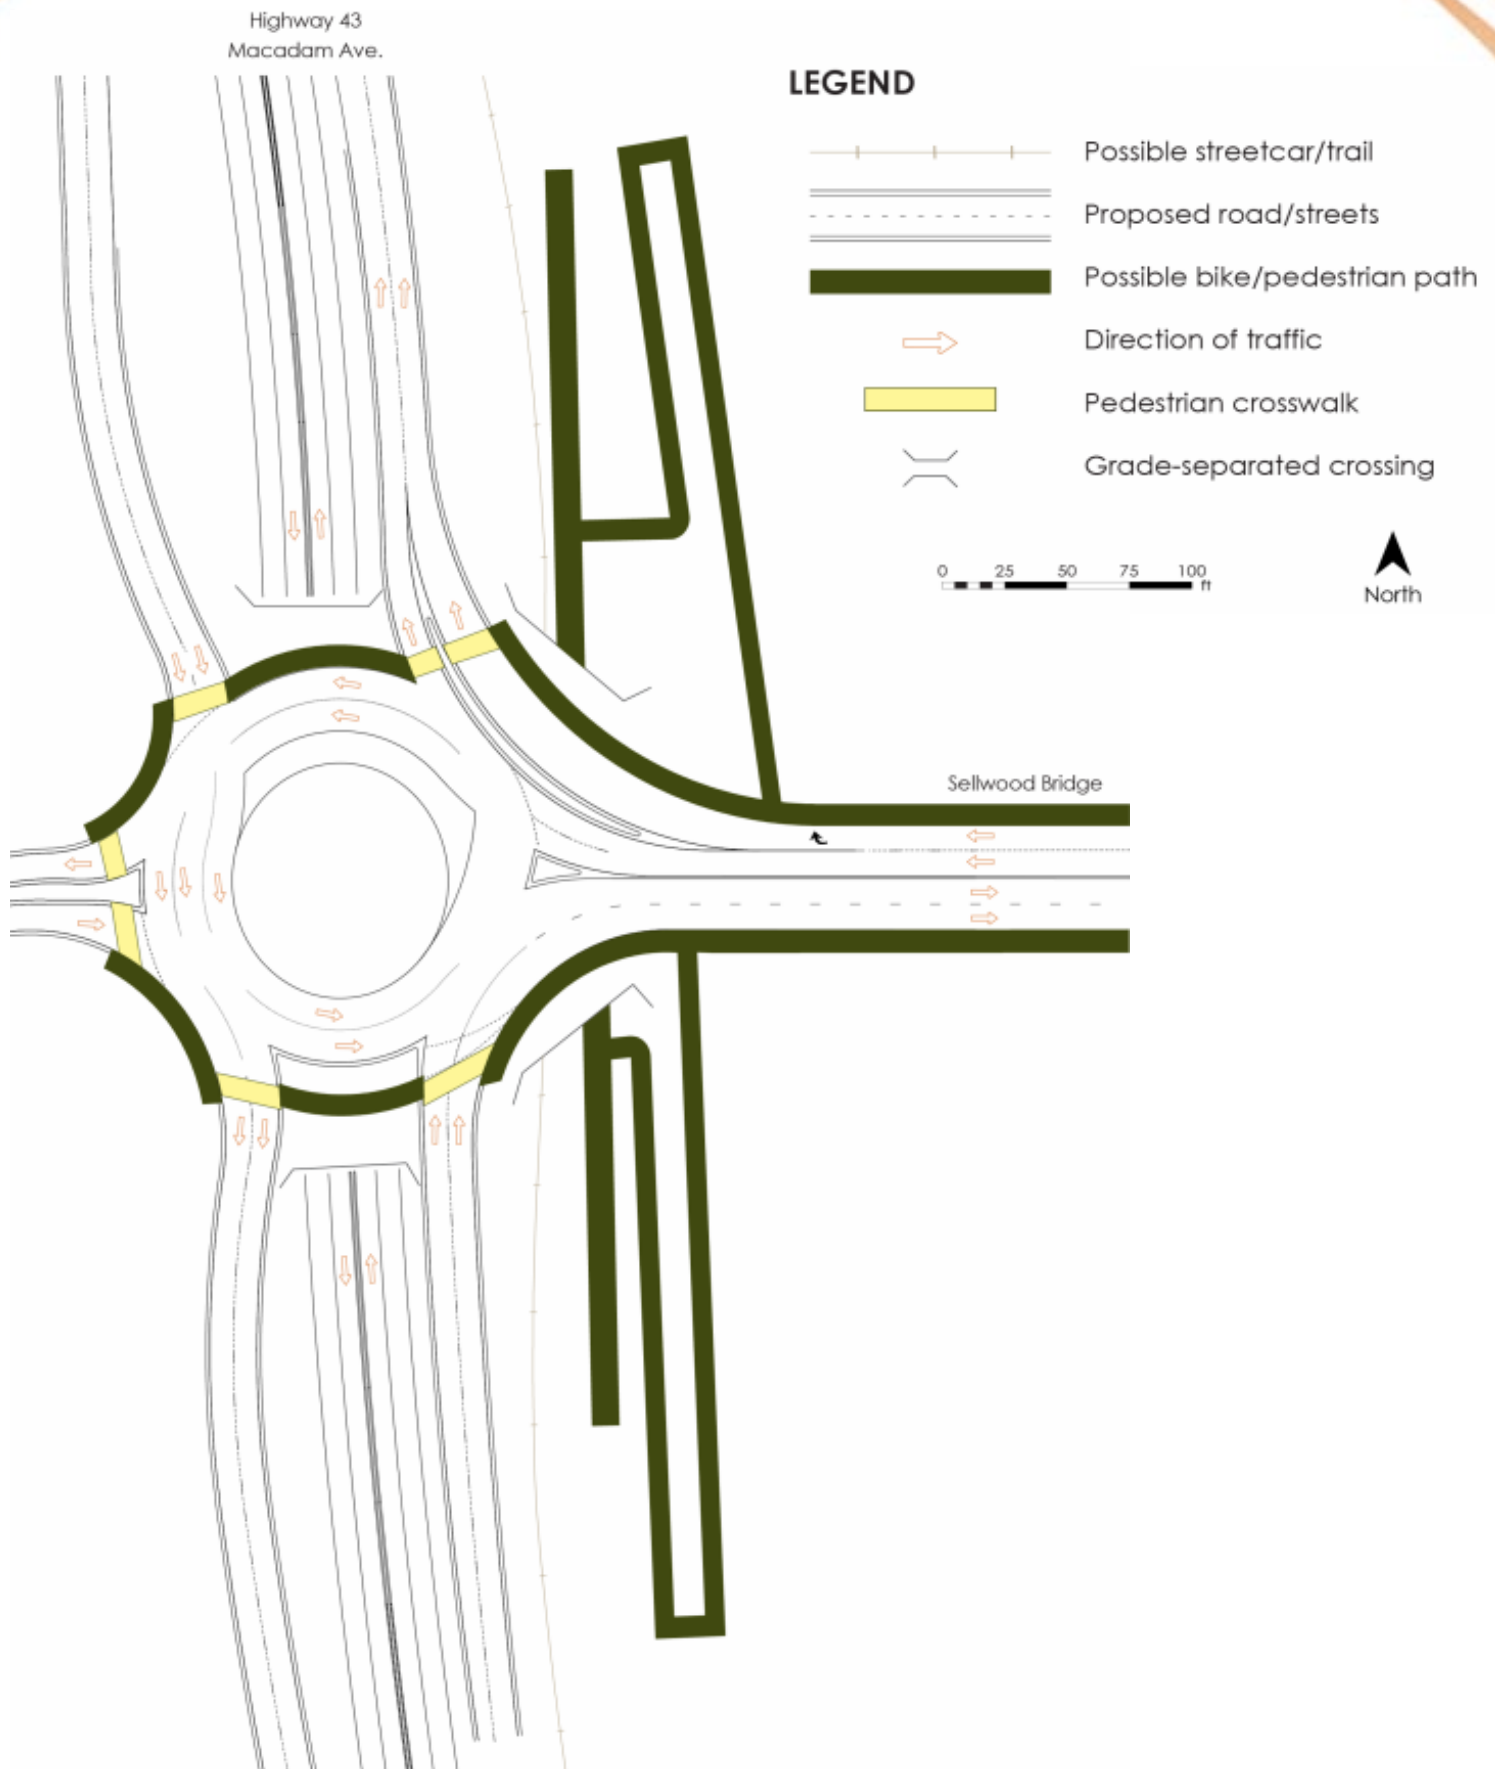 Highway 43
Macadam Ave.
LEGEND
Possible streetcar/trail
Proposed road/streets
Possible bike/pedestrian path
Direction of traffic
Pedestrian crosswalk
Grade-separated crossing
0 25 50 75 100
ft
North
Sellwood Bridge